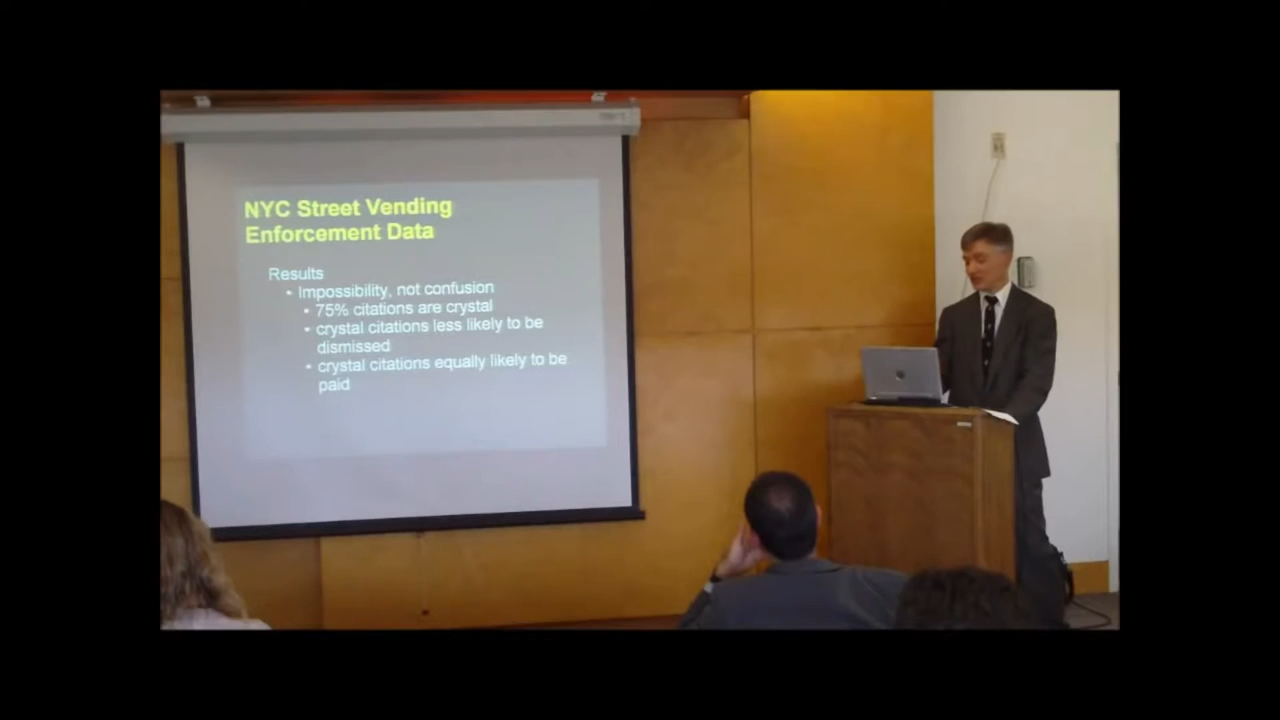 NYC Street Vending
Enforcement Data
Results
• Impossibility, not confusion
• 75% citations are crystal
• crystal citations less likely to be
dismissed
• crystal citations equally likely to be
paid